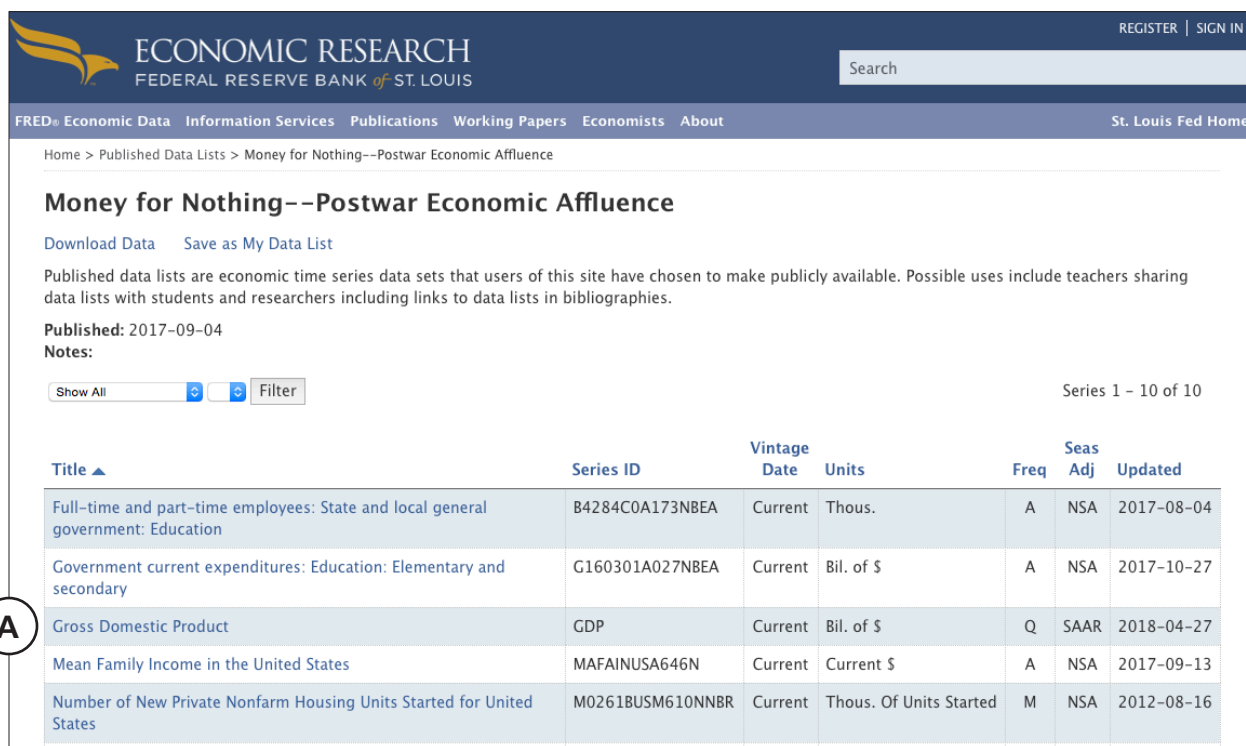 REGISTER | SIGN IN
ECONOMIC RESEARCH
FEDERAL RESERVE BANK of ST. LOUIS
Search
FRED® Economic Data Information Services Publications Working Papers Economists About St. Louis Fed Home
Home > Published Data Lists > Money for Nothing--Postwar Economic Affluence
Money for Nothing--Postwar Economic Affluence
Download Data Save as My Data List
Published data lists are economic time series data sets that users of this site have chosen to make publicly available. Possible uses include teachers sharing
data lists with students and researchers including links to data lists in bibliographies.
Published: 2017-09-04
Notes:
Show All Filter Series 1 - 10 of 10
Title Series ID Vintage Date Units Freq Seas Adj Updated
Full-time and part-time employees: State and local general B4284C0A173NBEA Current Thous. A NSA 2017-08-04
government: Education
Government current expenditures: Education: Elementary and G160301A027NBEA Current Bil. of $ A NSA 2017-10-27
secondary
A Gross Domestic Product GDP Current Bil. of $ Q SAAR 2018-04-27
Mean Family Income in the United States MAFAINUSA646N Current Current $ A NSA 2017-09-13
Number of New Private Nonfarm Housing Units Started for United M0261BUSM610NNBR Current Thous. Of Units Started M NSA 2012-08-16
States